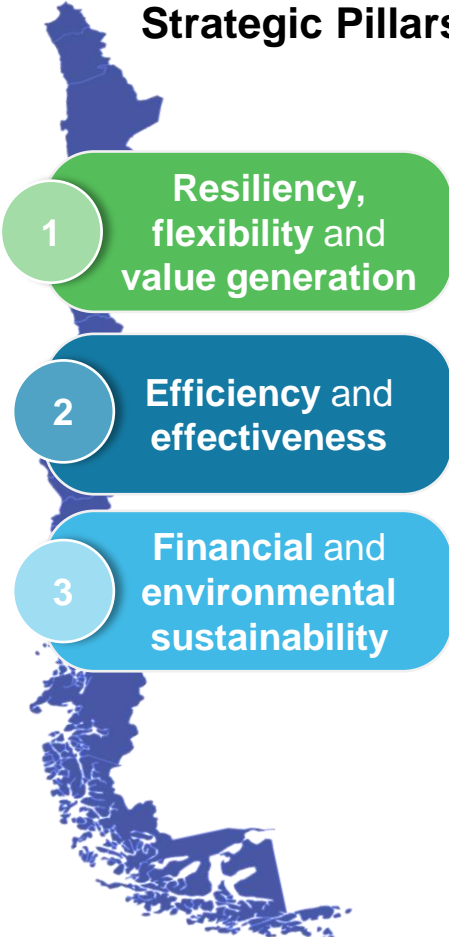 Strategic Pillars
1
Resiliency,
flexibility and
value generation
2
Efficiency and
effectiveness
3
Financial and
environmental
sustainability